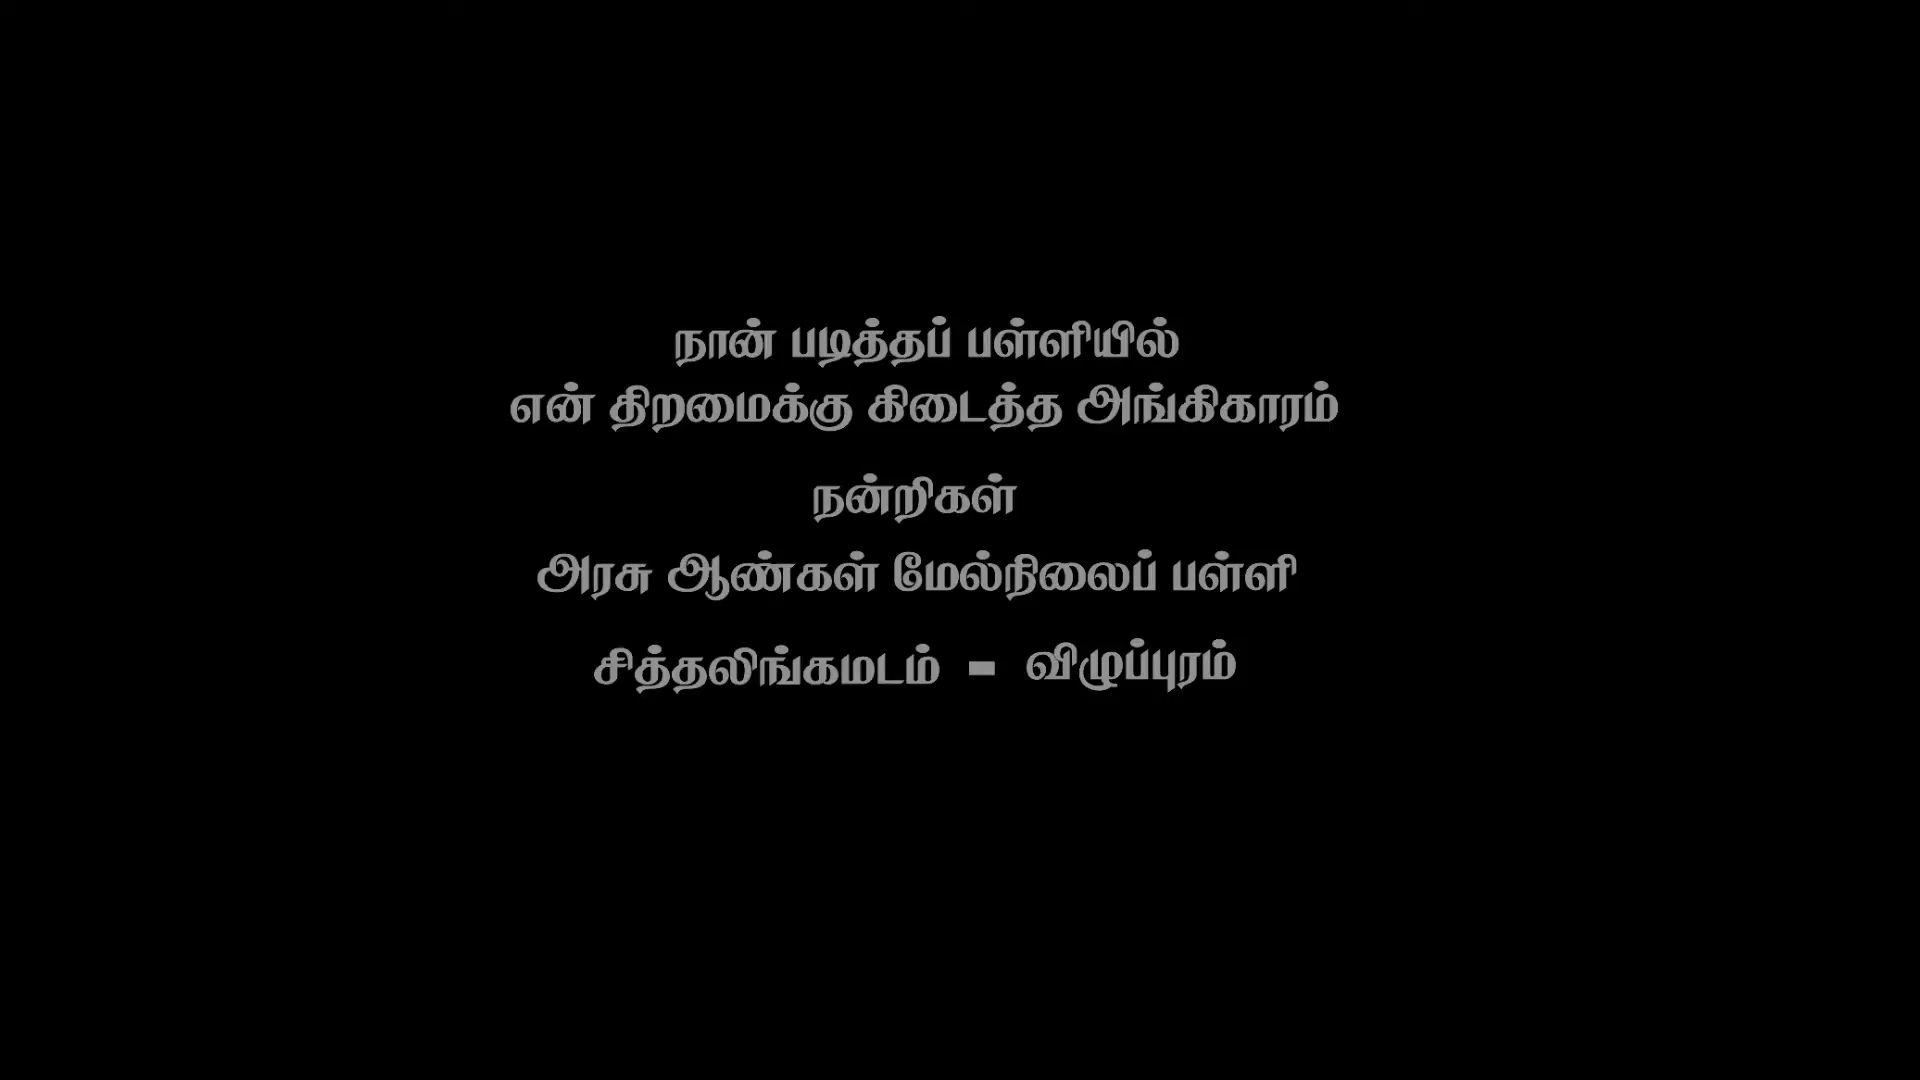 நான் படித்தப் பள்ளியில்
என் திறமைக்கு கிடைத்த அங்கிகாரம்
நன்றிகள்
அரசு ஆண்கள் மேல்நிலைப் பள்ளி
சித்தலிங்கமடம் - விழுப்புரம்